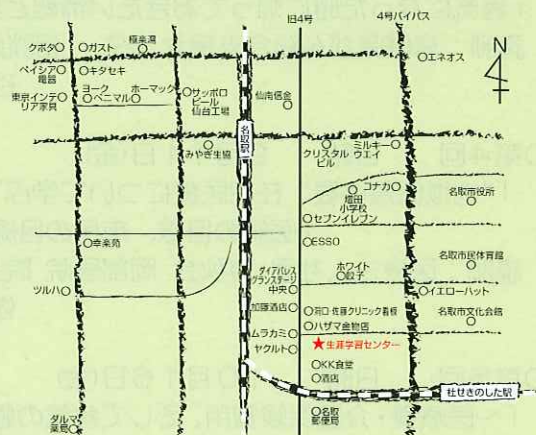 旧4号
4号バイパス
極楽湯
クボタ
ガスト
エネオス
N
ベイシア
電器
キタセキ
ヨーク
ベニマル
ホーマック
東京インテ
リア家具
サッポロ
ビール
仙台工場
仙南信金
名取駅
みやぎ生協
クリスタル
ビル
ミルキー
ウエイ
コナカ
増田
小学校
名取市役所
セブンイレブン
ESSO
幸楽苑
名取市民体育館
ダイアパレス
グランステージ
中央
ホワイト
餃子
ツルハ
イエローハット
加藤酒店
沼口・佐藤クリニック看板
名取市文化会館
ハザマ金物店
ムラカミ
★生涯学習センター
ヤクルト
KK食堂
酒店
杜せきのした駅
名取
郵便局
ダルマ
薬局